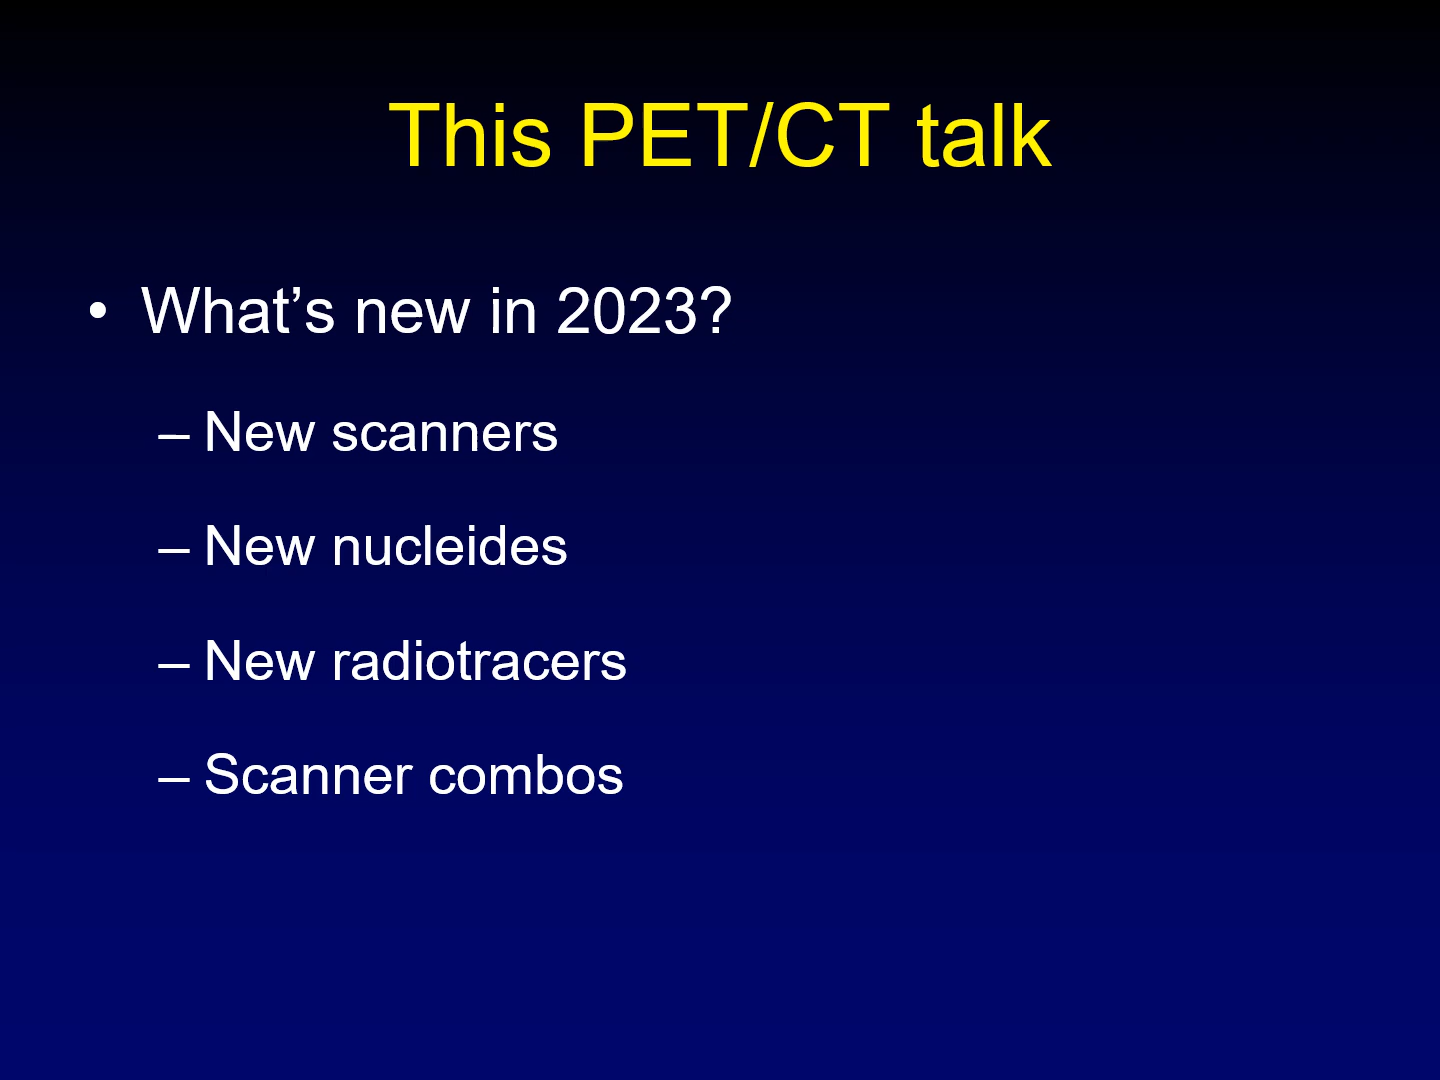 This PET/CT talk
• What’s new in 2023?
– New scanners
– New nucleides
– New radiotracers
– Scanner combos